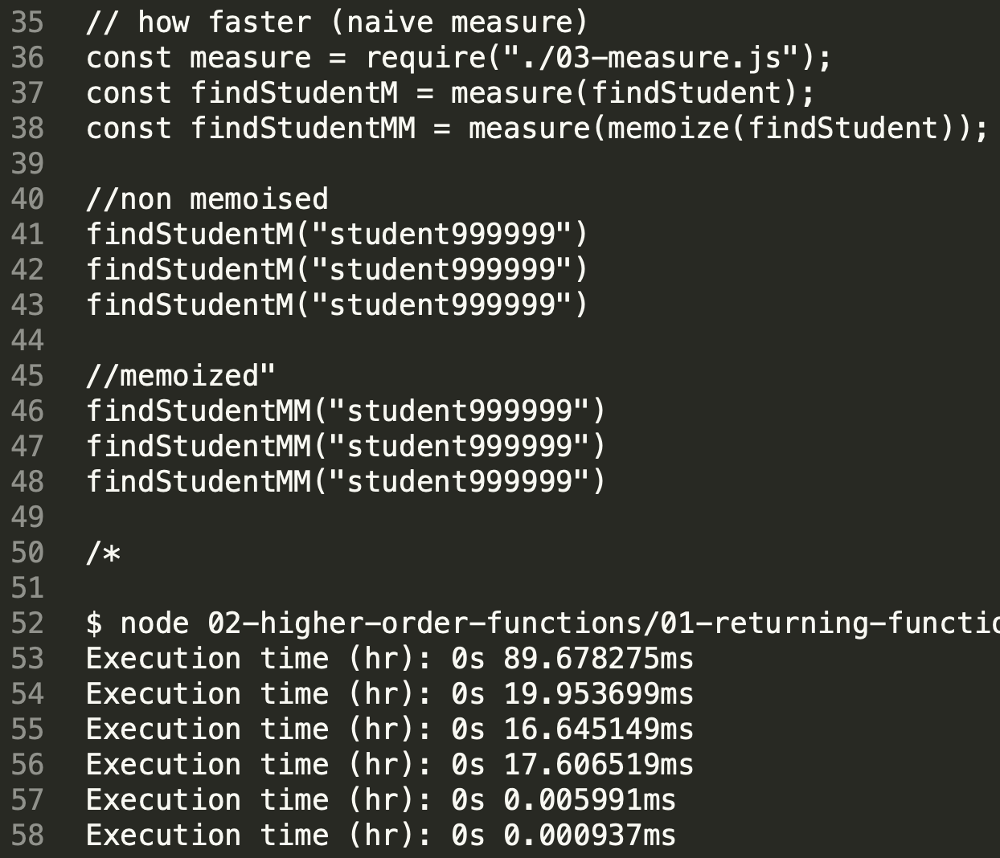 35 // how faster (naive measure)
36 const measure = require("./03-measure.js");
37 const findStudentM = measure(findStudent);
38 const findStudentMM = measure(memoize(findStudent));
39
40 //non memoised
41 findStudentM("student999999")
42 findStudentM("student999999")
43 findStudentM("student999999")
44
45 //memoized"
46 findStudentMM("student999999")
47 findStudentMM("student999999")
48 findStudentMM("student999999")
49
50 /*
51
52 $ node 02-higher-order-functions/01-returning-functio
53 Execution time (hr): 0s 89.678275ms
54 Execution time (hr): 0s 19.953699ms
55 Execution time (hr): 0s 16.645149ms
56 Execution time (hr): 0s 17.606519ms
57 Execution time (hr): 0s 0.005991ms
58 Execution time (hr): 0s 0.000937ms